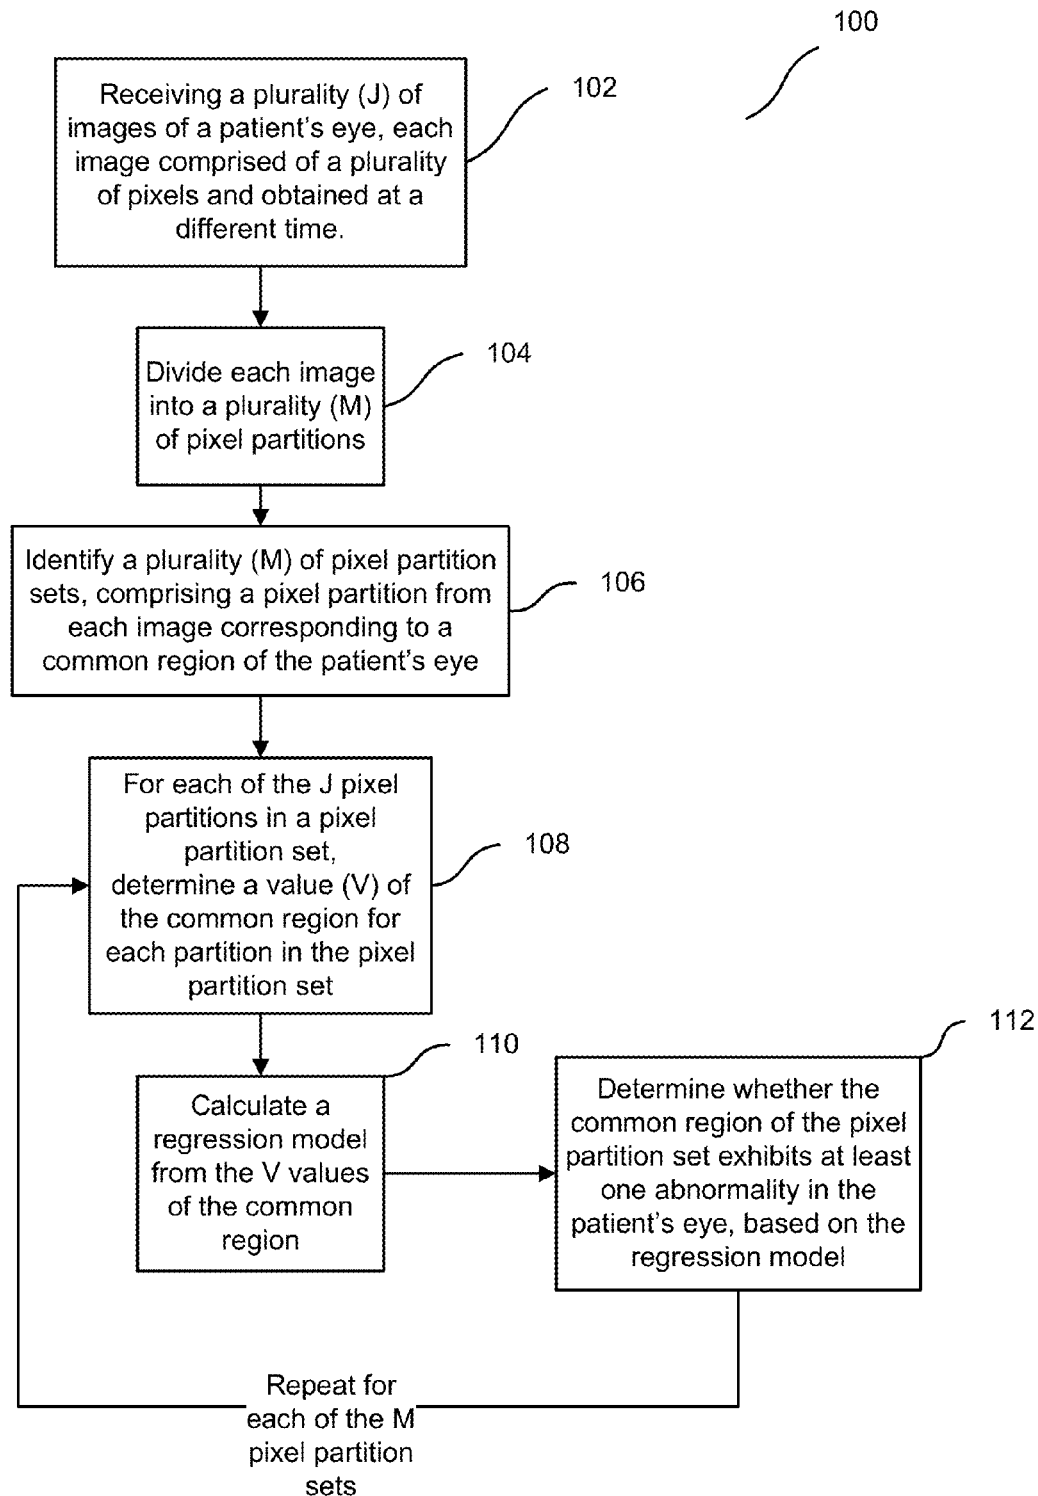 100
Receiving a plurality (J) of
images of a patient's eye, each
image comprised of a plurality
of pixels and obtained at a
different time.
102
Divide each image
into a plurality (M)
of pixel partitions
104
Identify a plurality (M) of pixel partition
sets, comprising a pixel partition from
each image corresponding to a
common region of the patient's eye
106
For each of the J pixel
partitions in a pixel
partition set,
determine a value (V) of
the common region for
each partition in the pixel
partition set
108
Calculate a
regression model
from the V values
of the common
region
110
Determine whether the
common region of the pixel
partition set exhibits at least
one abnormality in the
patient's eye, based on the
regression model
112
Repeat for
each of the M
pixel partition
sets